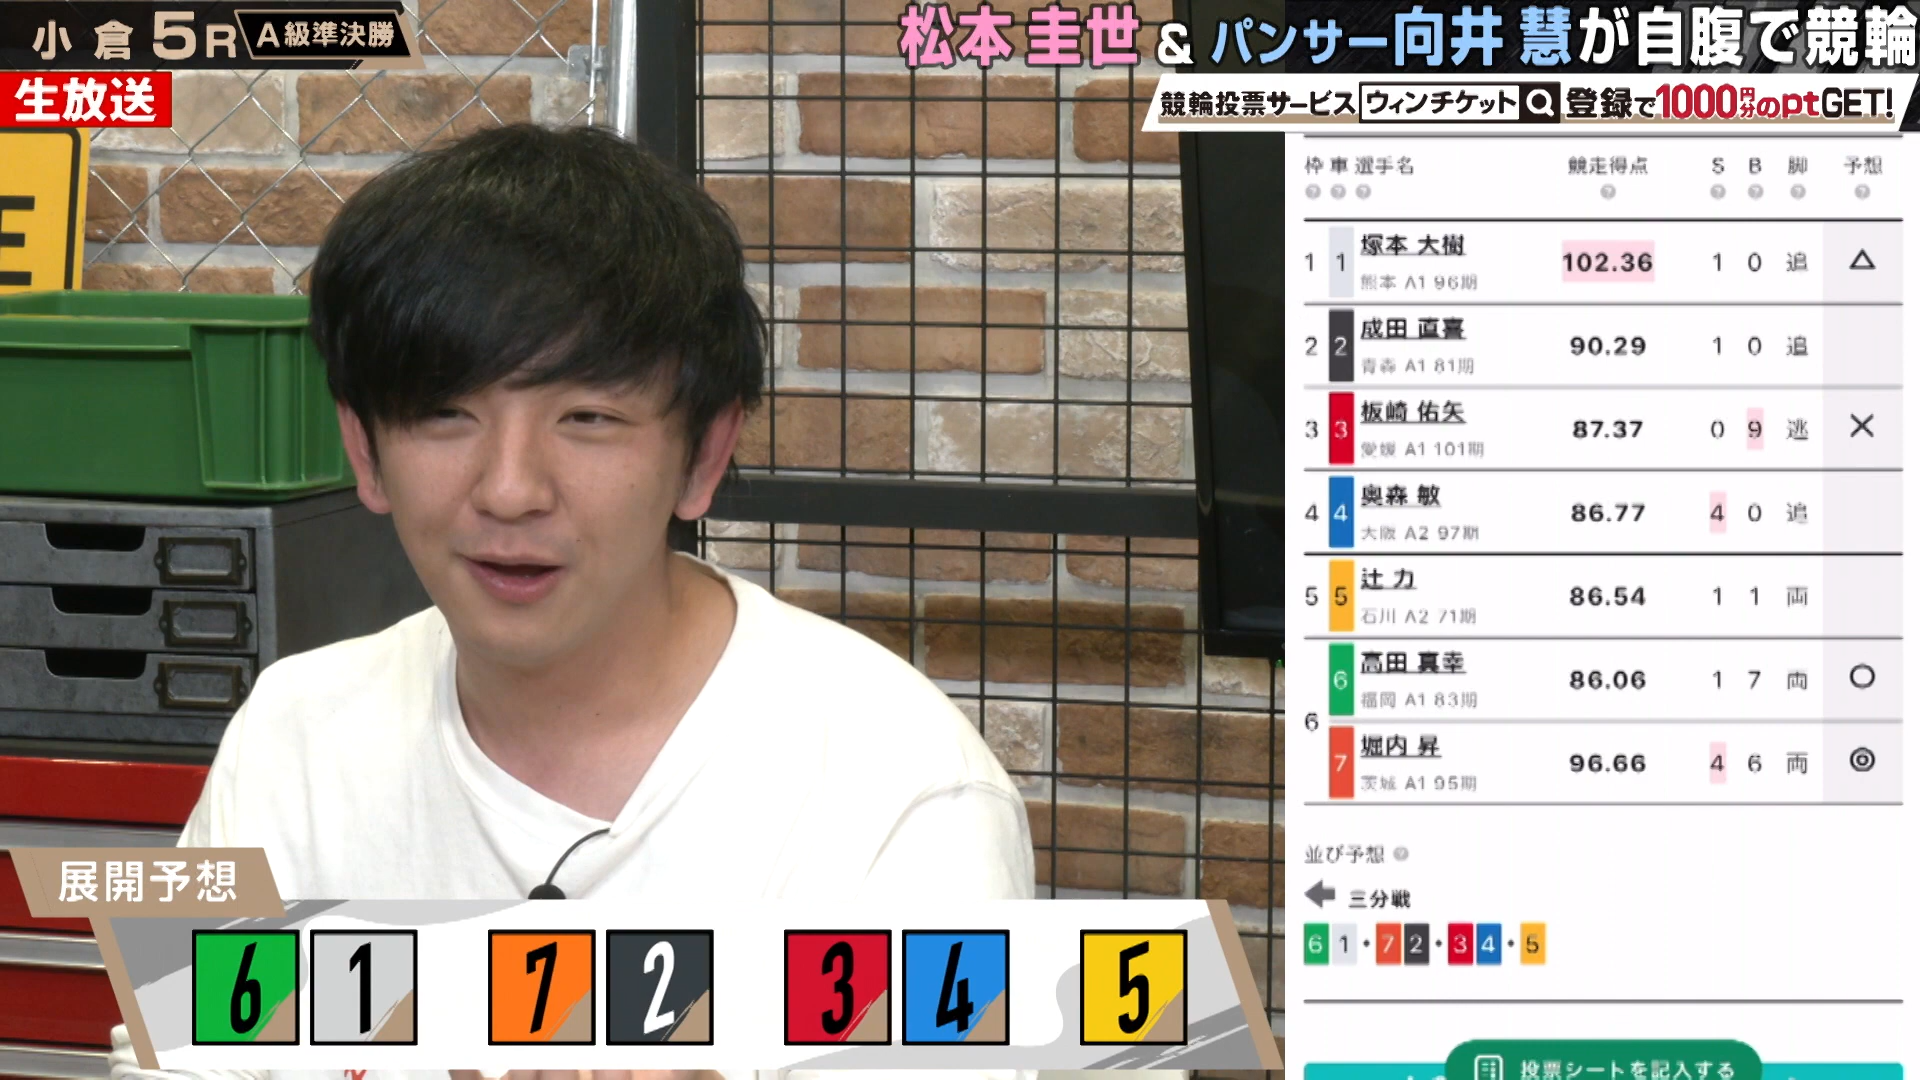 小倉5R A級準決勝
生放送
松本圭世&パンサー向井慧が自腹で競輪
競輪投票サービス ウィンチケット 登録で1000円分のptGET!
枠 車 選手名 競走得点 S B 脚 予想
1 1 塚本 大樹 102.36 1 0 追 △
熊本 A1 96期
2 2 成田 直喜 90.29 1 0 追
青森 A1 81期
3 3 板崎 佑矢 87.37 0 9 逃 ×
愛媛 A1 101期
4 4 奥森 敏 86.77 4 0 追
大阪 A2 97期
5 5 辻 力 86.54 1 1 両
石川 A2 71期
6 6 高田 真幸 86.06 1 7 両 ○
福岡 A1 83期
7 堀内 昇 96.66 4 6 両 ◎
茨城 A1 95期
並び予想
三分戦
6 1・7 2・3 4・5
投票シートを記入する
展開予想
6 1 7 2 3 4 5